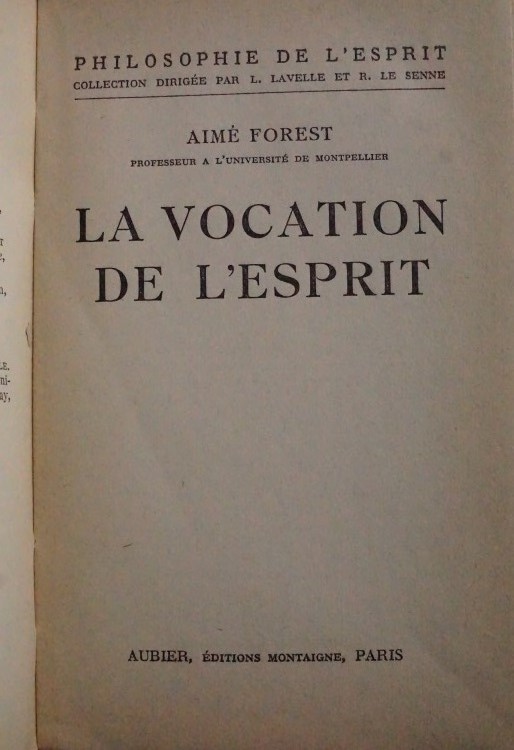 PHILOSOPHIE DE L'ESPRIT
COLLECTION DIRIGÉE PAR L. LAVELLE ET R. LE SENNE
AIMÉ FOREST
PROFESSEUR A L'UNIVERSITÉ DE MONTPELLIER
LA VOCATION
DE L'ESPRIT
AUBIER, ÉDITIONS MONTAIGNE, PARIS